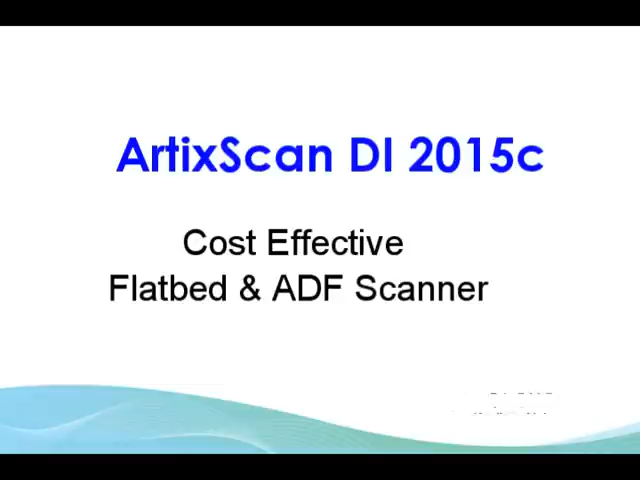 ArtixScan DI 2015c
Cost Effective
Flatbed & ADF Scanner